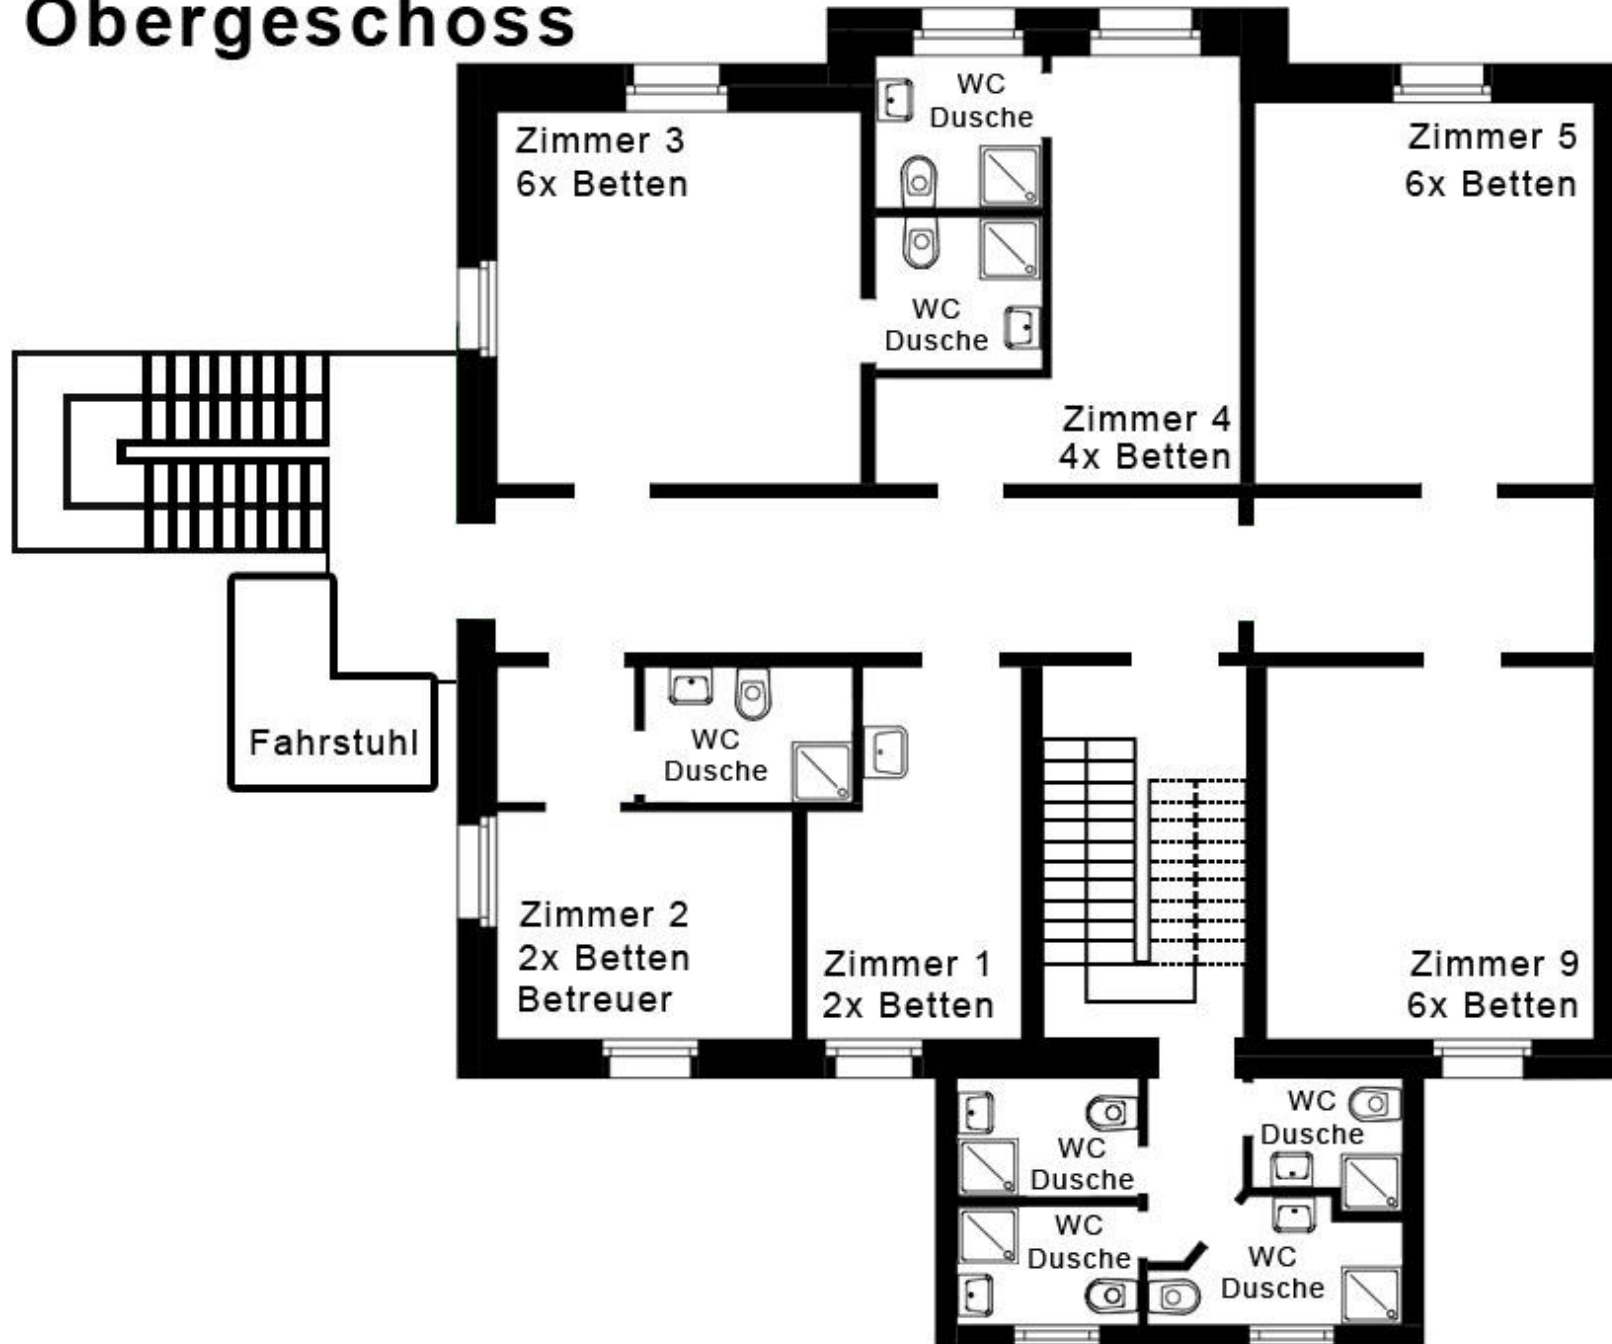 Obergeschoss
WC
Dusche
Zimmer 3
6x Betten
Zimmer 5
6x Betten
WC
Dusche
Zimmer 4
4x Betten
Fahrstuhl
WC
Dusche
Zimmer 2
2x Betten
Betreuer
Zimmer 1
2x Betten
Zimmer 9
6x Betten
WC
Dusche
WC
Dusche
WC
Dusche
WC
Dusche